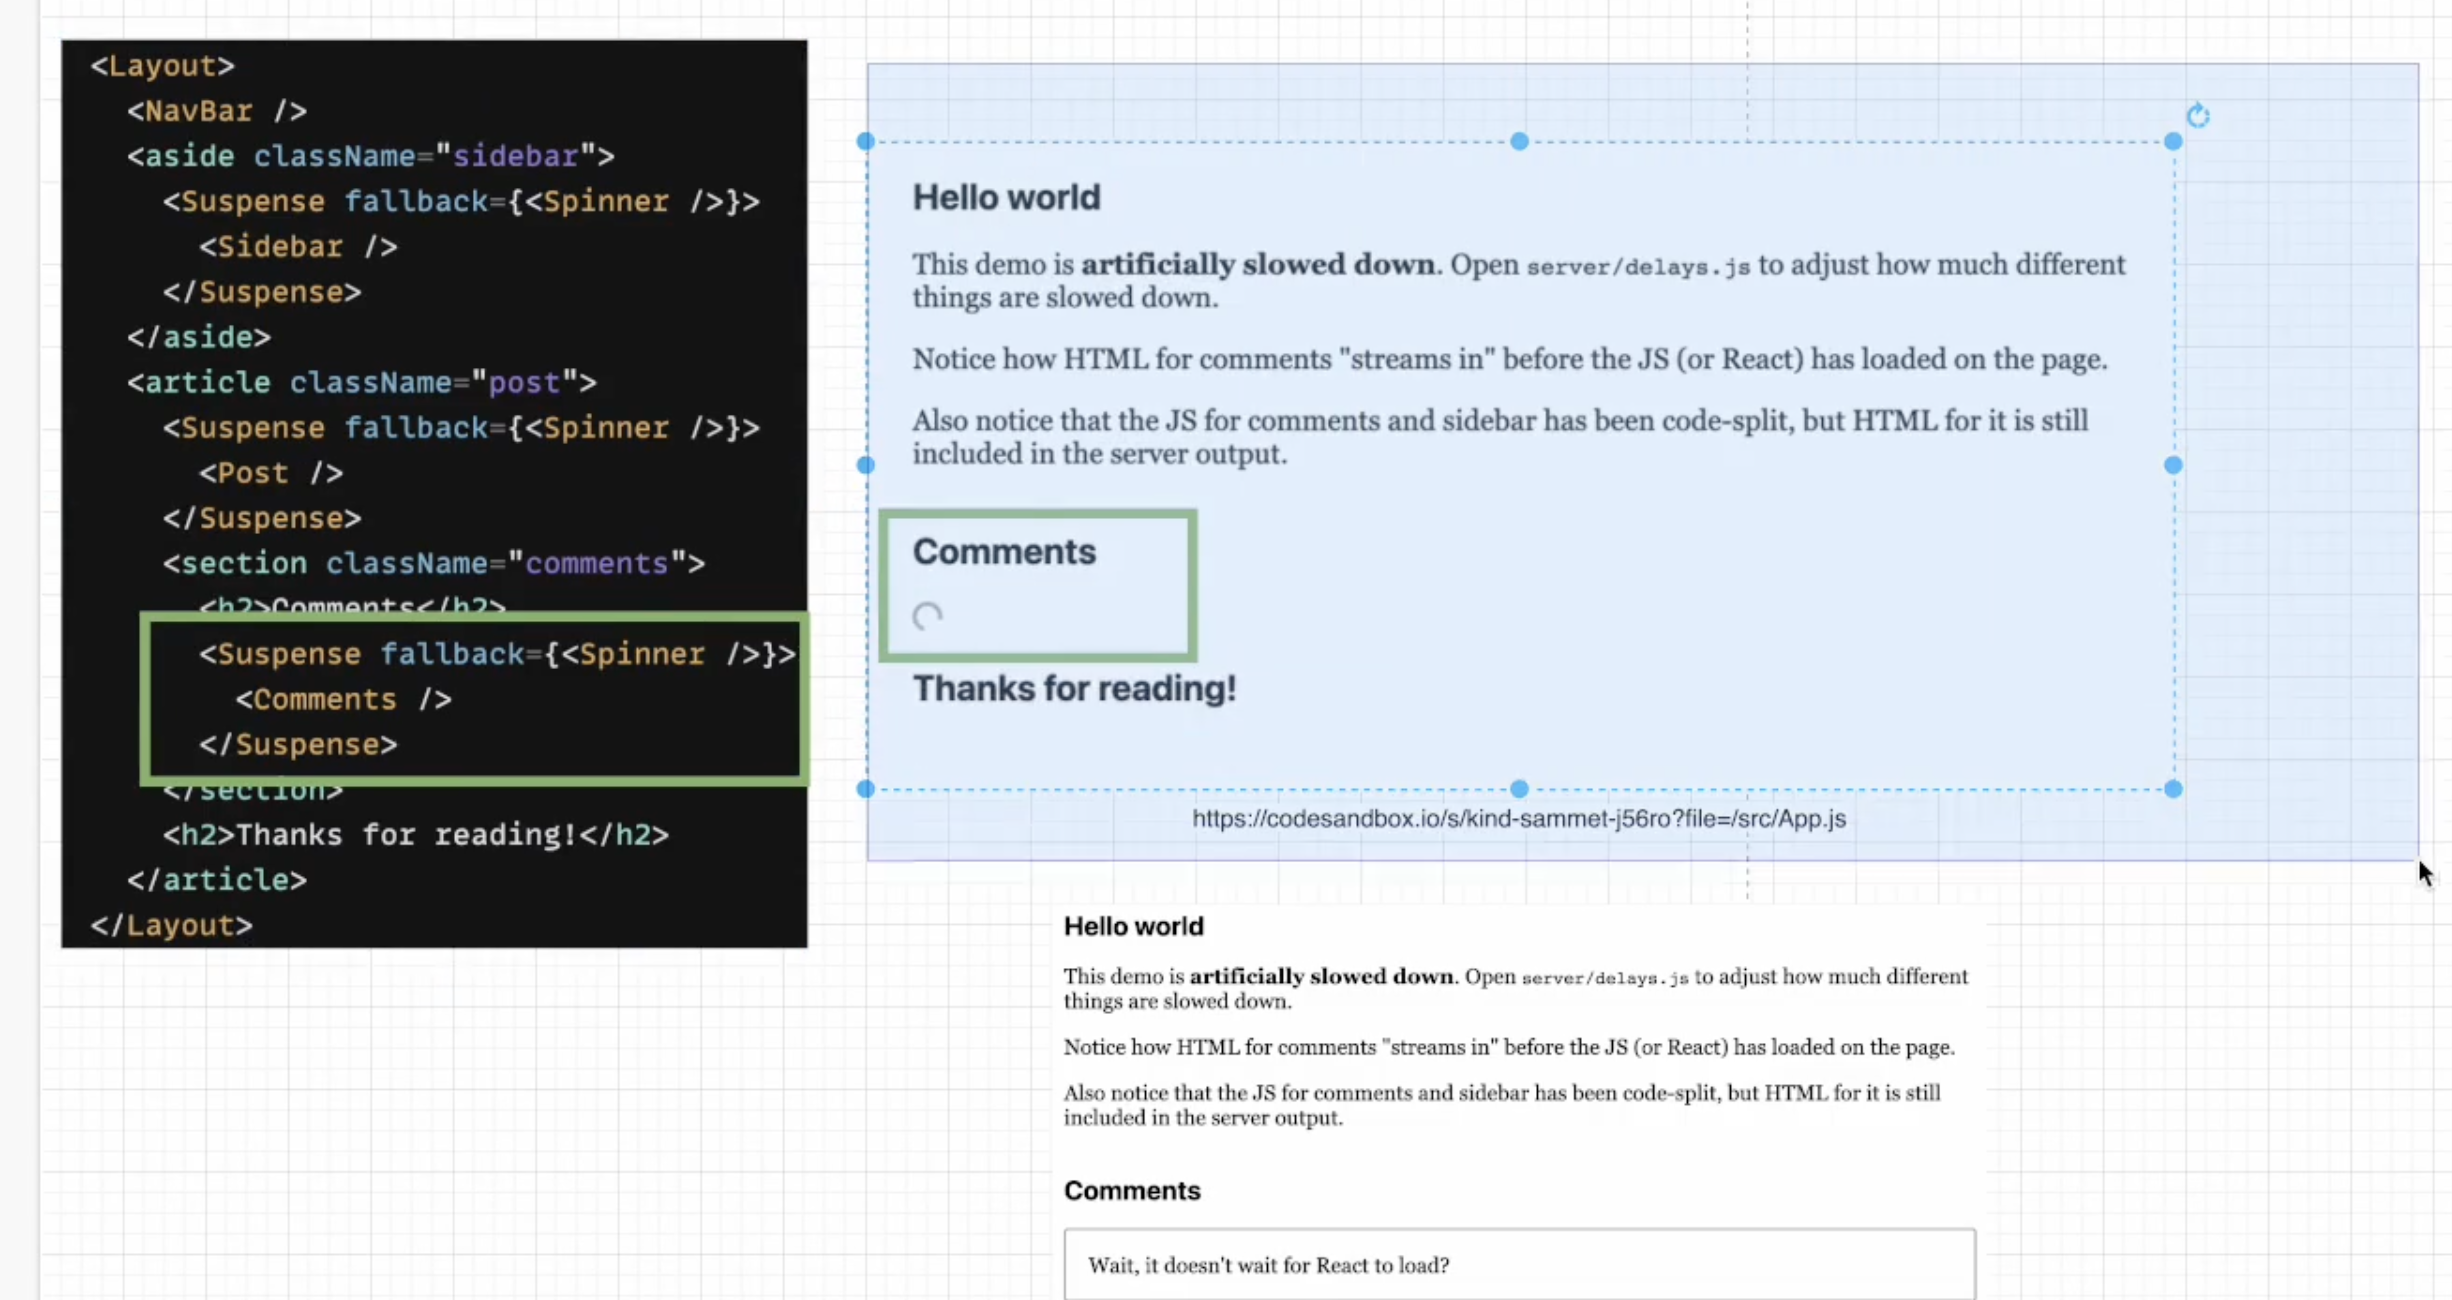 <Layout>
<NavBar />
<aside className="sidebar">
<Suspense fallback={<Spinner />}>
<Sidebar />
</Suspense>
</aside>
<article className="post">
<Suspense fallback={<Spinner />}>
<Post />
</Suspense>
<section className="comments">
<h2>Comments</h2>
<Suspense fallback={<Spinner />}>
<Comments />
</Suspense>
</section>
<h2>Thanks for reading!</h2>
</article>
</Layout>
Hello world
This demo is artificially slowed down. Open server/delays.js to adjust how much different
things are slowed down.
Notice how HTML for comments "streams in" before the JS (or React) has loaded on the page.
Also notice that the JS for comments and sidebar has been code-split, but HTML for it is still
included in the server output.
Comments
Thanks for reading!
https://codesandbox.io/s/kind-sammet-j56ro?file=/src/App.js
Hello world
This demo is artificially slowed down. Open server/delays.js to adjust how much different
things are slowed down.
Notice how HTML for comments "streams in" before the JS (or React) has loaded on the page.
Also notice that the JS for comments and sidebar has been code-split, but HTML for it is still
included in the server output.
Comments
Wait, it doesn't wait for React to load?